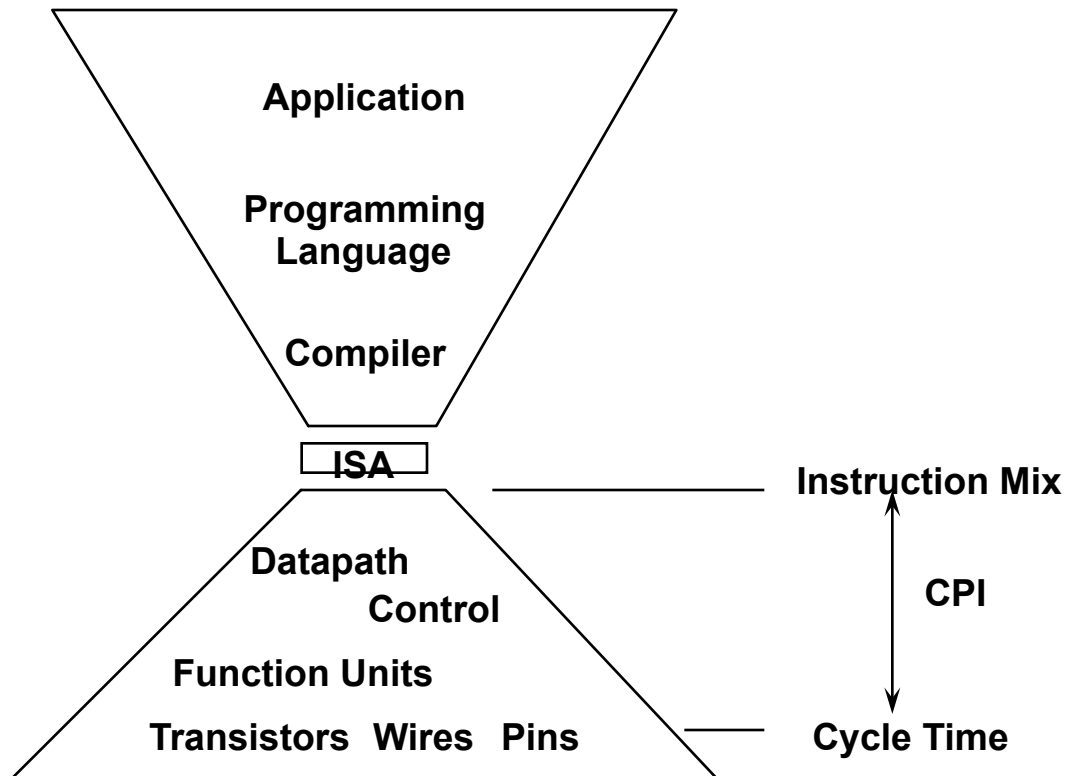 Application
Programming
Language
Compiler
ISA
Instruction Mix
Datapath
CPI
Control
Function Units
Transistors Wires Pins
Cycle Time